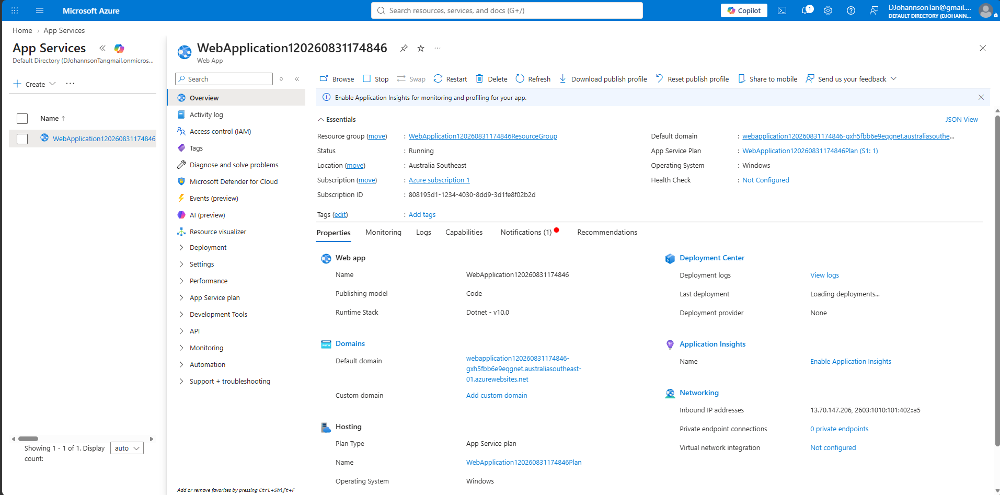 Microsoft Azure
Search resources, services, and docs (G+/)
Copilot
1
DJohannsonTan@gmail....
DEFAULT DIRECTORY (DJOHANN...
Home > App Services
App Services
Default Directory (DJohannsonTangmail.onmicros...
Create
Name ↑
WebApplication120260831174846
Showing 1 - 1 of 1. Display count:
auto
WebApplication120260831174846
Web App
Search
Overview
Activity log
Access control (IAM)
Tags
Diagnose and solve problems
Microsoft Defender for Cloud
Events (preview)
AI (preview)
Resource visualizer
Deployment
Settings
Performance
App Service plan
Development Tools
API
Monitoring
Automation
Support + troubleshooting
Add or remove favorites by pressing Ctrl+Shift+F
Browse Stop Swap Restart Delete Refresh Download publish profile Reset publish profile Share to mobile Send us your feedback
Enable Application Insights for monitoring and profiling for your app.
Essentials
JSON View
Resource group (move) : WebApplication120260831174846ResourceGroup
Status : Running
Location (move) : Australia Southeast
Subscription (move) : Azure subscription 1
Subscription ID : 808195d1-1234-4030-8dd9-3d1fe8f02b2d
Tags (edit) : Add tags
Default domain : webapplication120260831174846-gxh5fbb6e9eqgnet.australiasouthe...
App Service Plan : WebApplication120260831174846Plan (S1: 1)
Operating System : Windows
Health Check : Not Configured
Properties Monitoring Logs Capabilities Notifications (1) Recommendations
Web app
Name WebApplication120260831174846
Publishing model Code
Runtime Stack Dotnet - v10.0
Domains
Default domain webapplication120260831174846-
gxh5fbb6e9eqgnet.australiasoutheast-
01.azurewebsites.net
Custom domain Add custom domain
Hosting
Plan Type App Service plan
Name WebApplication120260831174846Plan
Operating System Windows
Deployment Center
Deployment logs View logs
Last deployment Loading deployments...
Deployment provider None
Application Insights
Name Enable Application Insights
Networking
Inbound IP addresses 13.70.147.206, 2603:1010:101:402::a5
Private endpoint connections 0 private endpoints
Virtual network integration Not configured